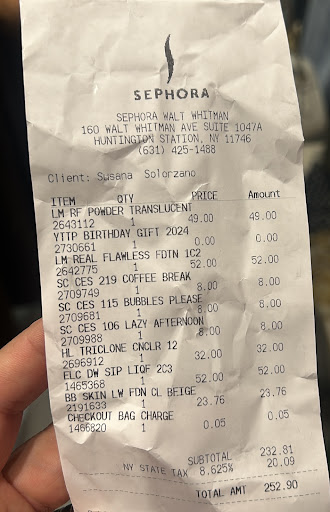 SEPHORA
SEPHORA WALT WHITMAN
160 WALT WHITMAN AVE SUITE 1047A
HUNTINGTON STATION, NY 11746
(631) 425-1488
Client: Susana Solorzano
ITEM QTY PRICE Amount
LM RF POWDER TRANSLUCENT
2643112 1 49.00 49.00
YTTP BIRTHDAY GIFT 2024
2730661 1 0.00 0.00
LM REAL FLAWLESS FDTN 1C2
2642775 1 52.00 52.00
SC CES 219 COFFEE BREAK
2709749 1 8.00 8.00
SC CES 115 BUBBLES PLEASE
2709681 1 8.00 8.00
SC CES 106 LAZY AFTERNOON
2709988 1 8.00 8.00
HL TRICLONE CNCLR 12
2696912 1 32.00 32.00
ELC DW SIP LIQF 2C3
1465368 1 52.00 52.00
BB SKIN LW FDN CL BEIGE
2191633 1 23.76 23.76
CHECKOUT BAG CHARGE
1466820 1 0.05 0.05
SUBTOTAL 232.81
NY STATE TAX 8.625% 20.09
TOTAL AMT 252.90